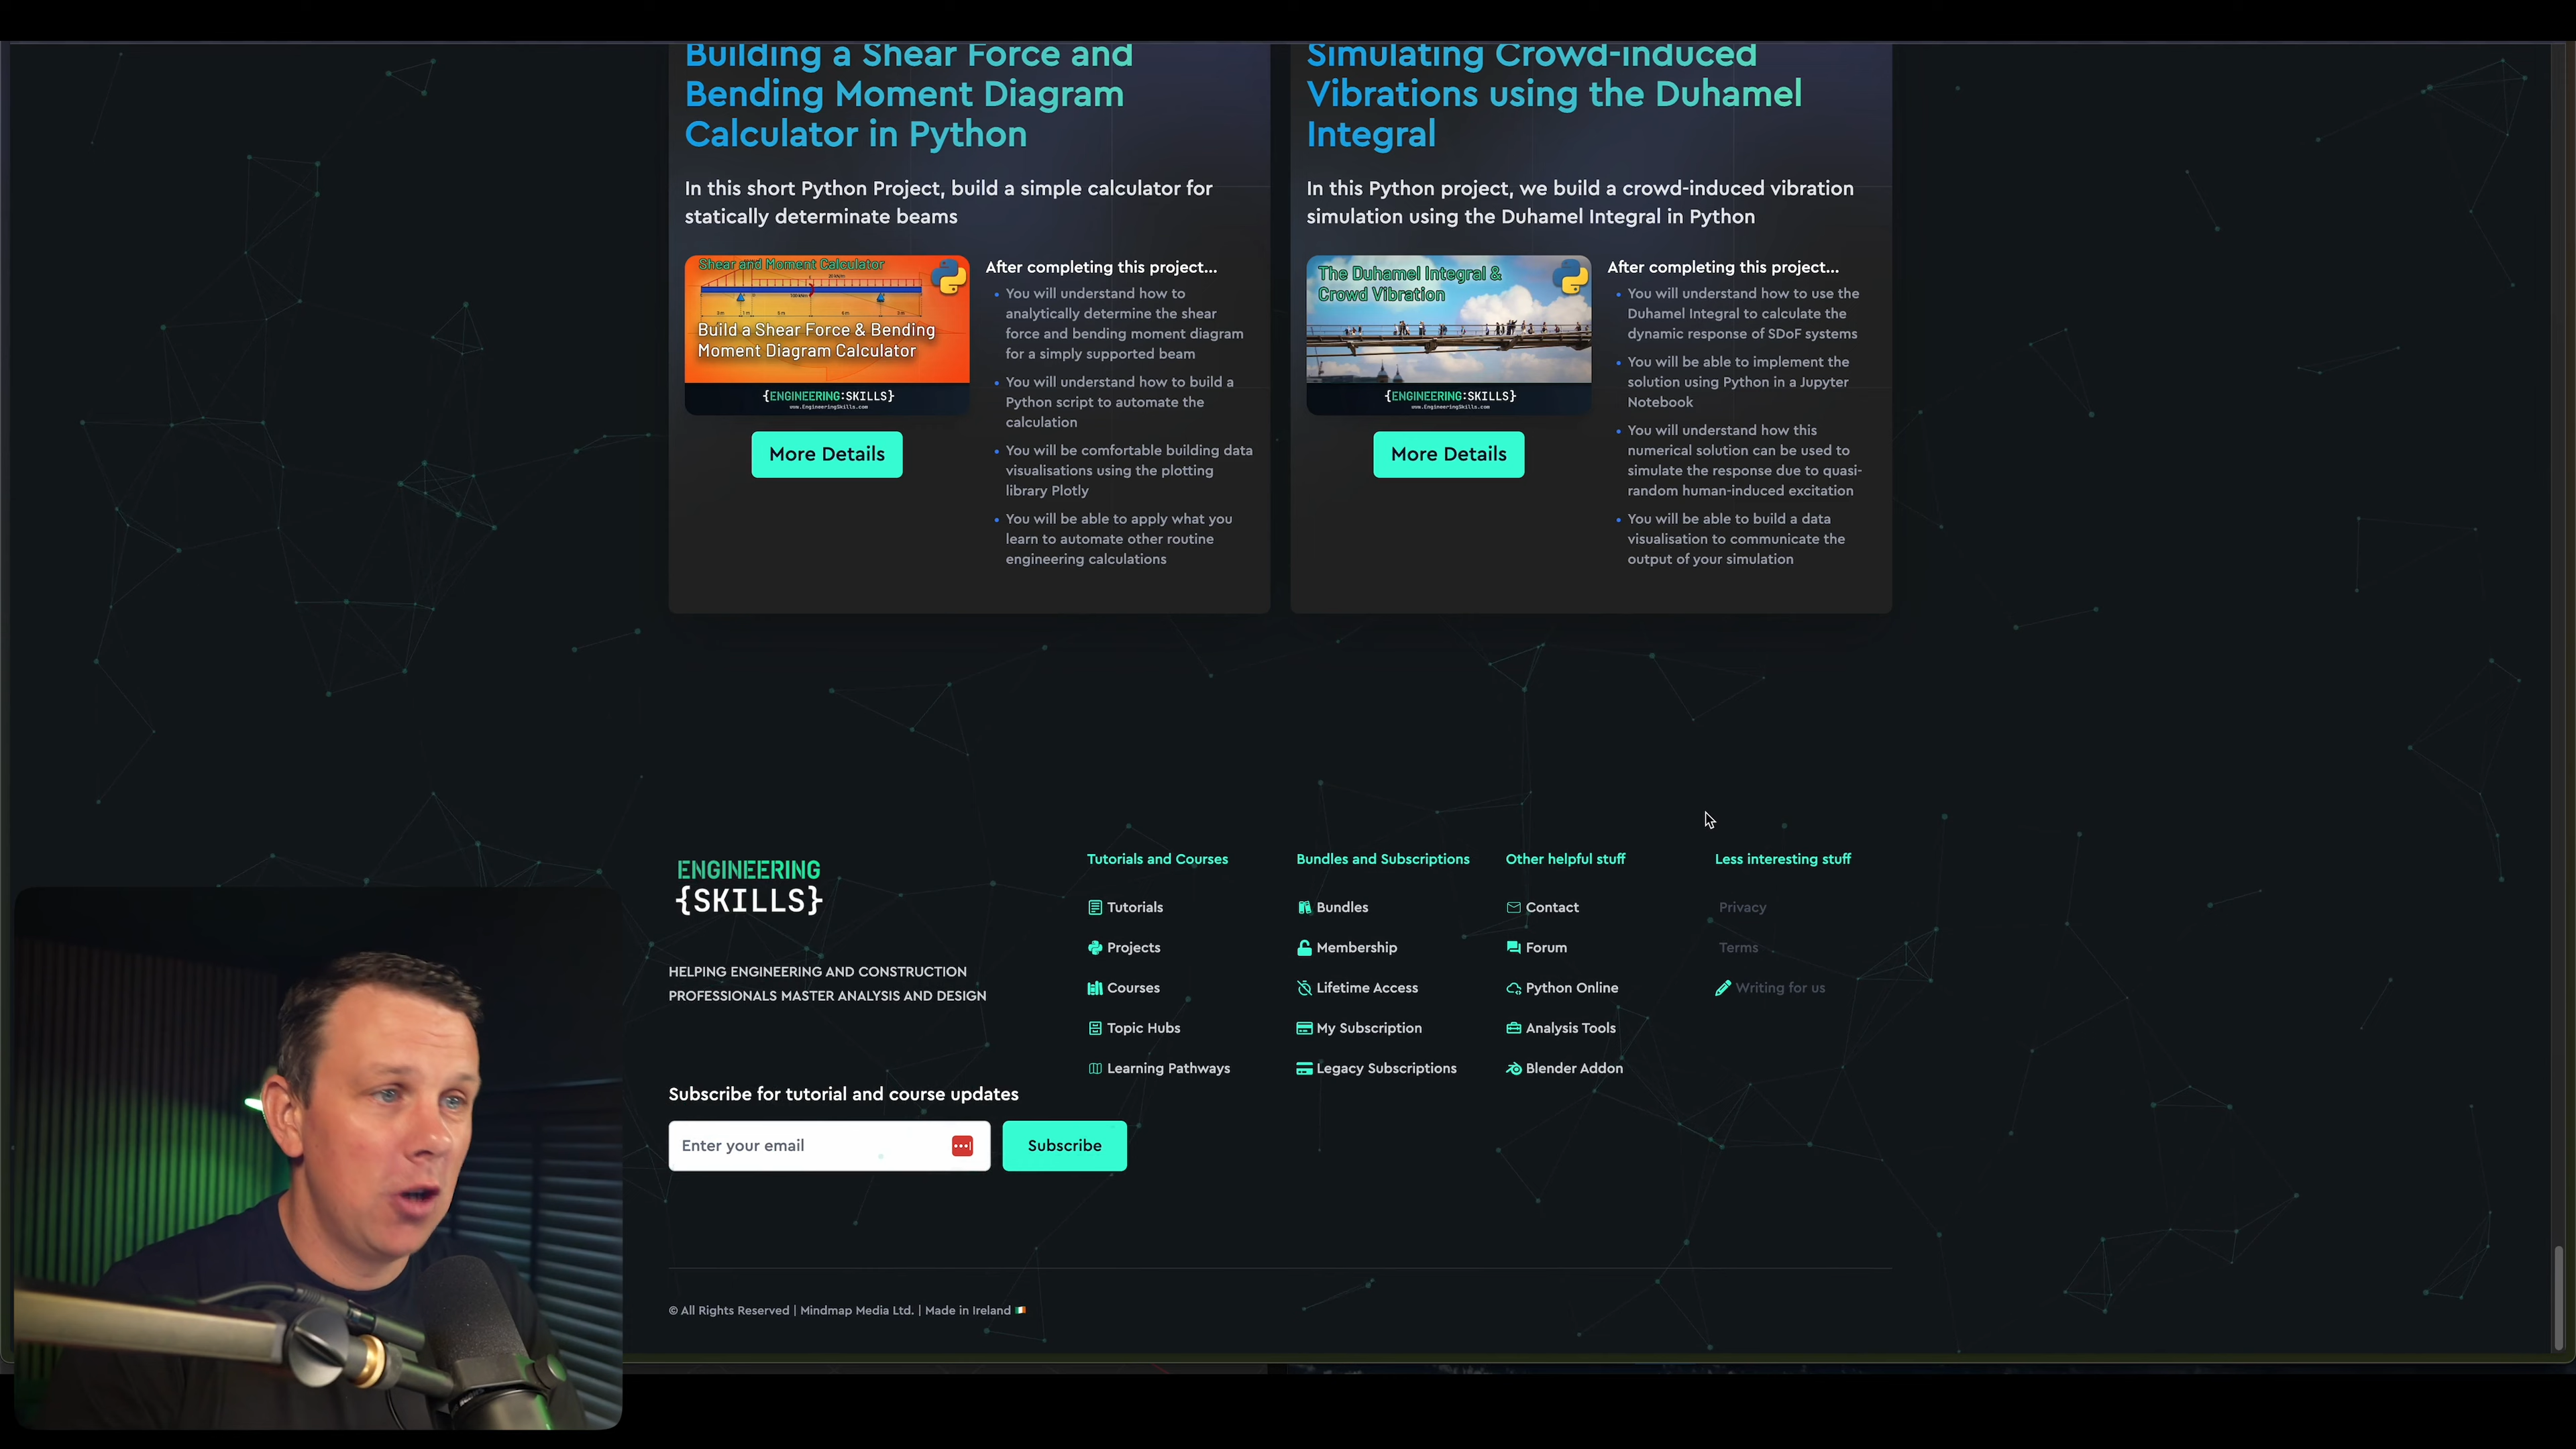 Building a Shear Force and
Bending Moment Diagram
Calculator in Python
In this short Python Project, build a simple calculator for
statically determinate beams
Shear and Moment Calculator
Build a Shear Force & Bending
Moment Diagram Calculator
{ENGINEERING:SKILLS}
www.EngineeringSkills.com
More Details
After completing this project...
You will understand how to
analytically determine the shear
force and bending moment diagram
for a simply supported beam
You will understand how to build a
Python script to automate the
calculation
You will be comfortable building data
visualisations using the plotting
library Plotly
You will be able to apply what you
learn to automate other routine
engineering calculations
Simulating Crowd-induced
Vibrations using the Duhamel
Integral
In this Python project, we build a crowd-induced vibration
simulation using the Duhamel Integral in Python
The Duhamel Integral &
Crowd Vibration
{ENGINEERING:SKILLS}
www.EngineeringSkills.com
More Details
After completing this project...
You will understand how to use the
Duhamel Integral to calculate the
dynamic response of SDoF systems
You will be able to implement the
solution using Python in a Jupyter
Notebook
You will understand how this
numerical solution can be used to
simulate the response due to quasi-
random human-induced excitation
You will be able to build a data
visualisation to communicate the
output of your simulation
ENGINEERING
{SKILLS}
HELPING ENGINEERING AND CONSTRUCTION
PROFESSIONALS MASTER ANALYSIS AND DESIGN
Subscribe for tutorial and course updates
Enter your email
Subscribe
Tutorials and Courses
Tutorials
Projects
Courses
Topic Hubs
Learning Pathways
Bundles and Subscriptions
Bundles
Membership
Lifetime Access
My Subscription
Legacy Subscriptions
Other helpful stuff
Contact
Forum
Python Online
Analysis Tools
Blender Addon
Less interesting stuff
Privacy
Terms
Writing for us
© All Rights Reserved | Mindmap Media Ltd. | Made in Ireland 🇮🇪